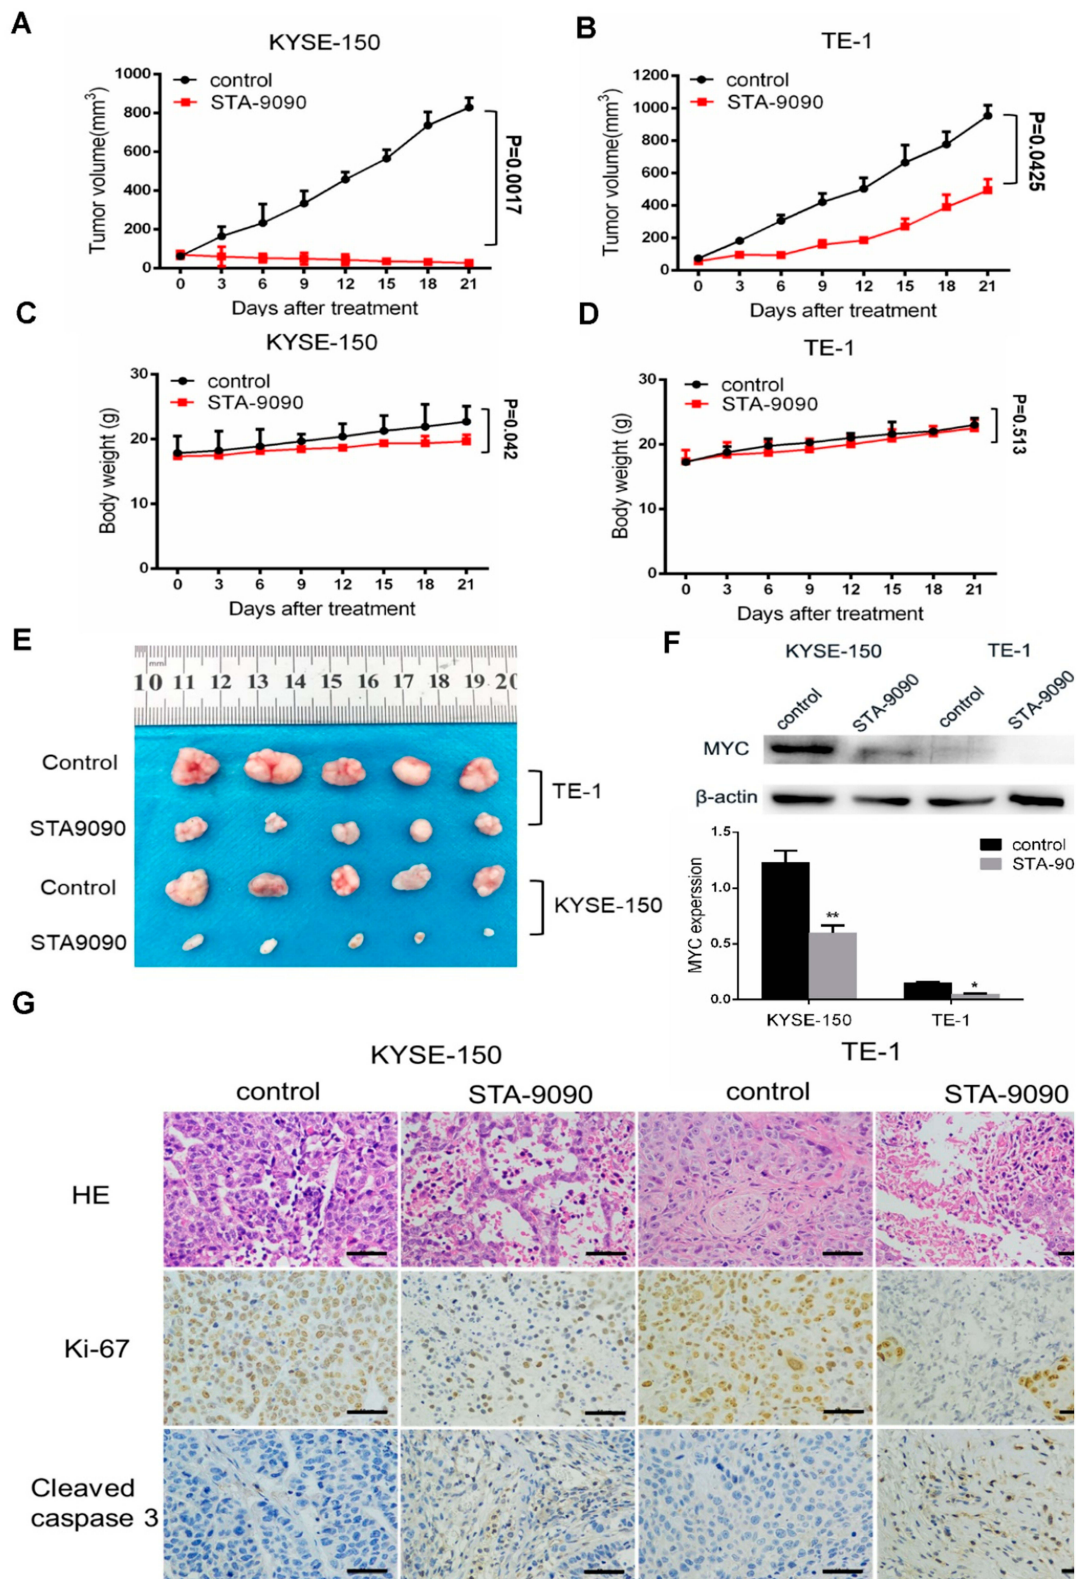 A
KYSE-150
1000
800
600
400
200
0
Tumor volume(mm³)
control
STA-9090
P=0.0017
0 3 6 9 12 15 18 21
Days after treatment
B
TE-1
1200
1000
800
600
400
200
0
Tumor volume(mm³)
control
STA-9090
P=0.0425
0 3 6 9 12 15 18 21
Days after treatment
C
KYSE-150
30
20
10
0
Body weight (g)
control
STA-9090
P=0.042
0 3 6 9 12 15 18 21
Days after treatment
D
TE-1
30
20
10
0
Body weight (g)
control
STA-9090
P=0.513
0 3 6 9 12 15 18 21
Days after treatment
E
mm
10 11 12 13 14 15 16 17 18 19 20
Control
STA9090
TE-1
Control
STA9090
KYSE-150
F
KYSE-150 TE-1
control STA-9090 control STA-9090
MYC
β-actin
1.5
1.0
0.5
0.0
MYC experssion
control
STA-90
**
*
KYSE-150 TE-1
G
KYSE-150 TE-1
control STA-9090 control STA-9090
HE
Ki-67
Cleaved
caspase 3